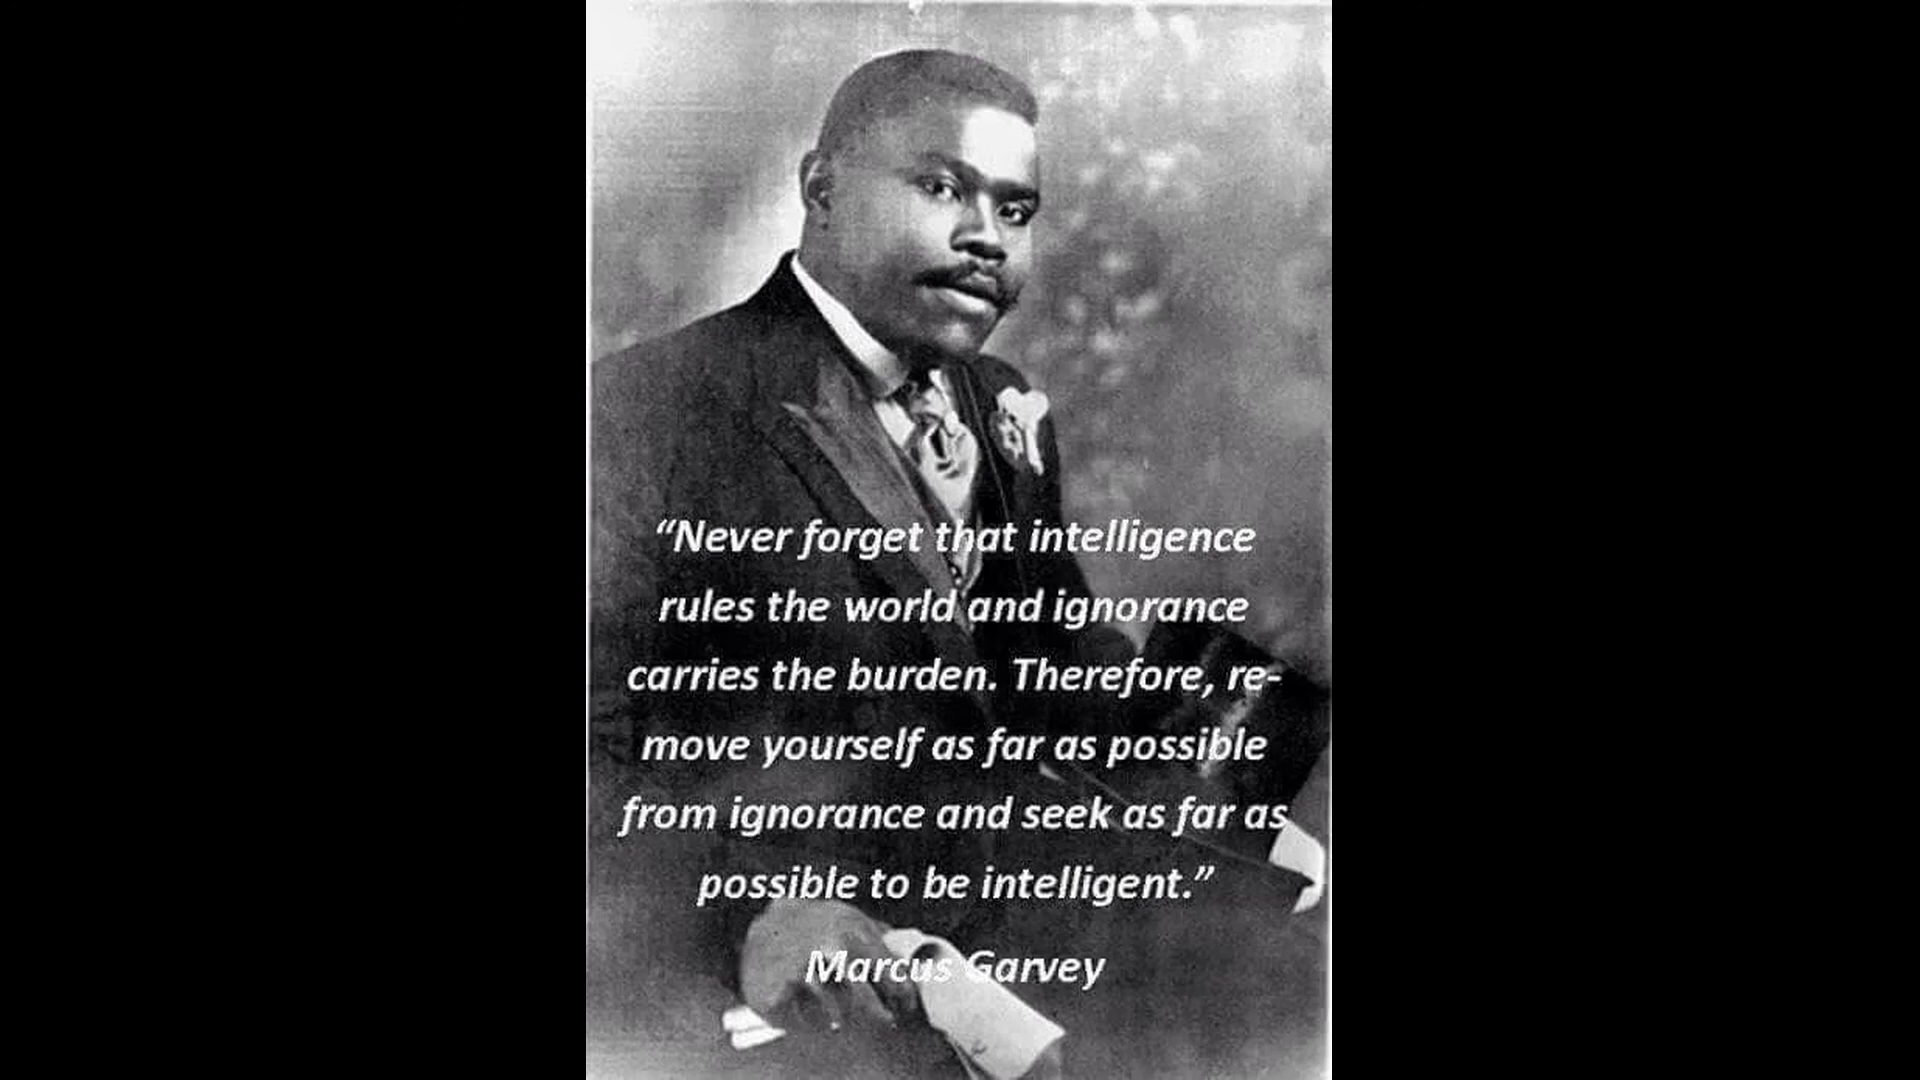 “Never forget that intelligence
rules the world and ignorance
carries the burden. Therefore, re-
move yourself as far as possible
from ignorance and seek as far as
possible to be intelligent.”
Marcus Garvey